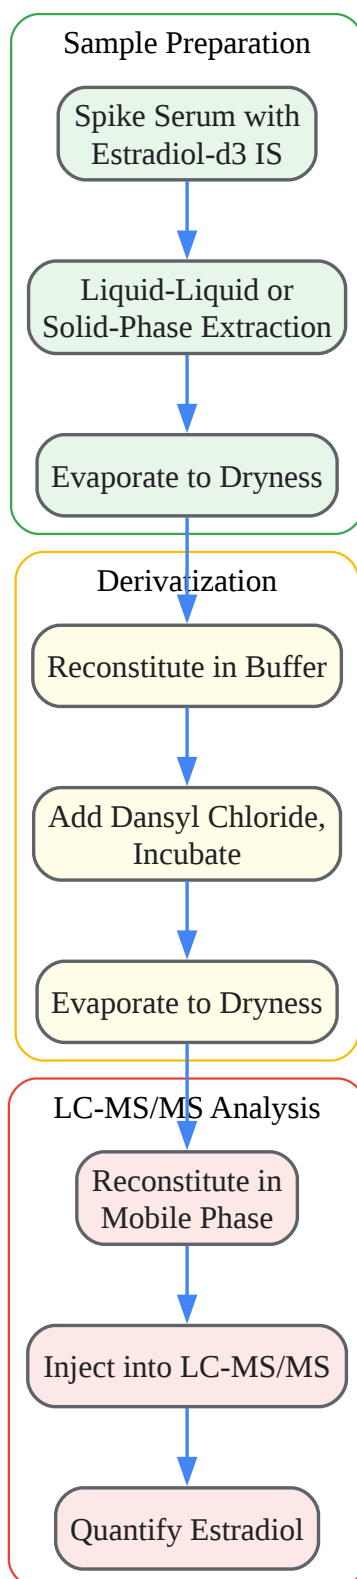 Sample Preparation
Spike Serum with
Estradiol-d3 IS
Liquid-Liquid or
Solid-Phase Extraction
Evaporate to Dryness
Derivatization
Reconstitute in Buffer
Add Dansyl Chloride,
Incubate
Evaporate to Dryness
LC-MS/MS Analysis
Reconstitute in
Mobile Phase
Inject into LC-MS/MS
Quantify Estradiol